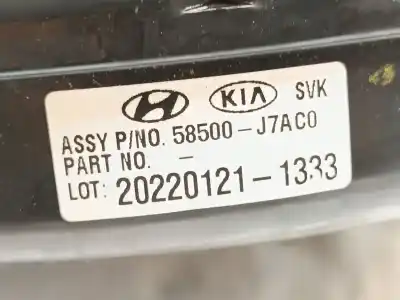 KIA SVK
ASSY P/NO. 58500-J7AC0
PART NO. -
LOT: 20220121-1333